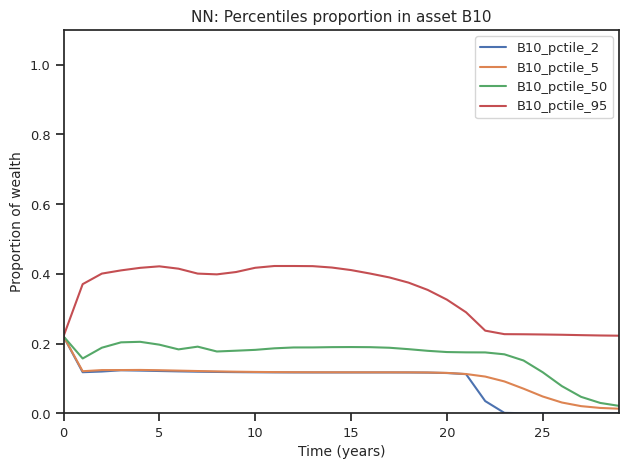 NN: Percentiles proportion in asset B10
B10_pctile_2
B10_pctile_5
B10_pctile_50
B10_pctile_95
Proportion of wealth
1.0
0.8
0.6
0.4
0.2
0.0
0 5 10 15 20 25
Time (years)